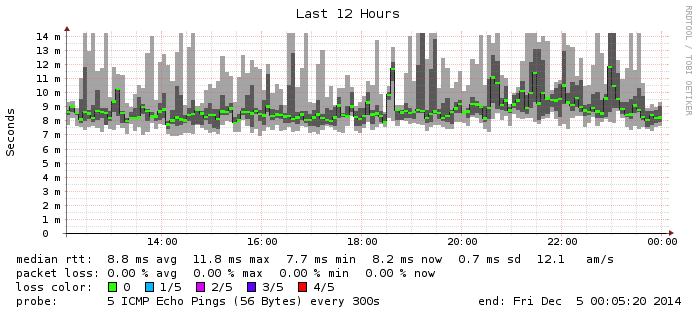 Last 12 Hours
RRDTOOL / TOBI OETIKER
Seconds
14 m
13 m
12 m
11 m
10 m
9 m
8 m
7 m
6 m
5 m
4 m
3 m
2 m
1 m
0
14:00 16:00 18:00 20:00 22:00 00:00
median rtt: 8.8 ms avg 11.8 ms max 7.7 ms min 8.2 ms now 0.7 ms sd 12.1 am/s
packet loss: 0.00 % avg 0.00 % max 0.00 % min 0.00 % now
loss color: 0 1/5 2/5 3/5 4/5
probe: 5 ICMP Echo Pings (56 Bytes) every 300s end: Fri Dec 5 00:05:20 2014